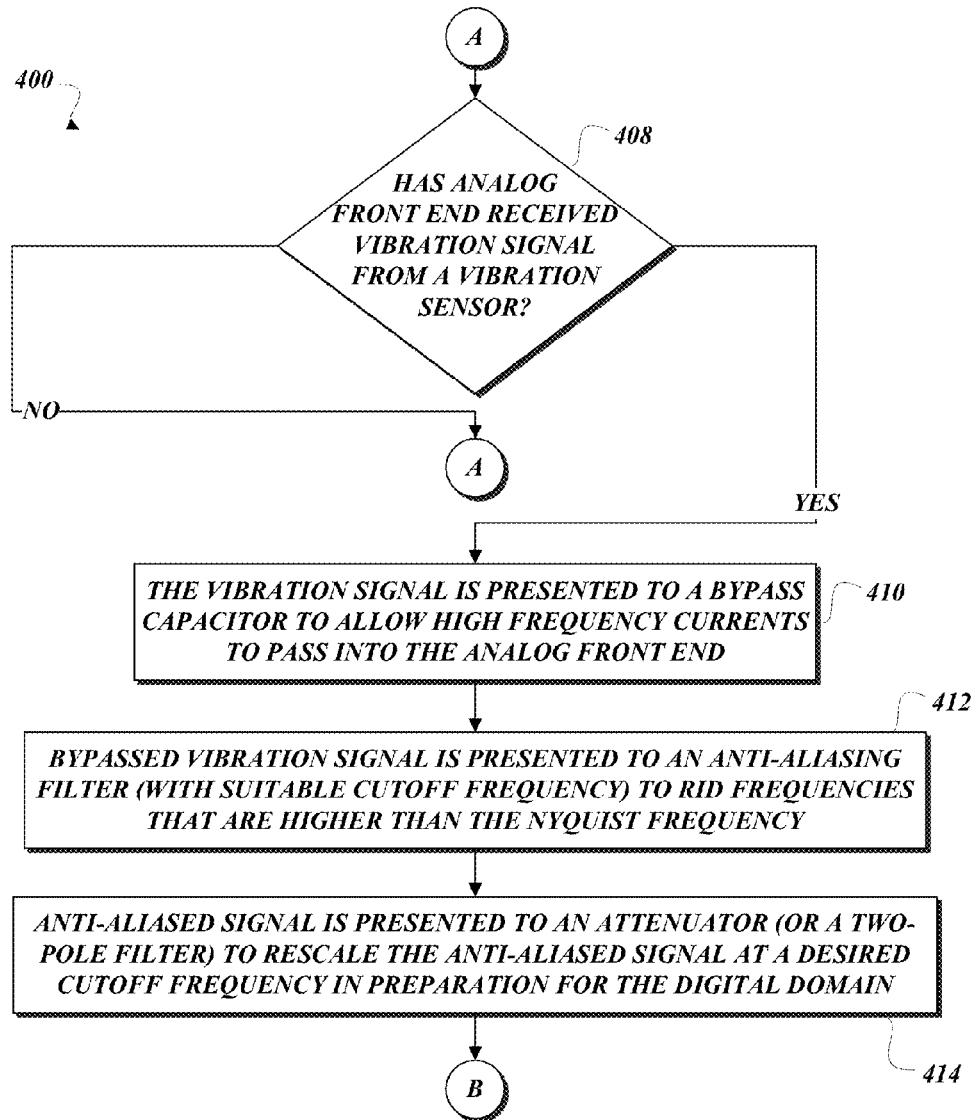 A
400
408
HAS ANALOG
FRONT END RECEIVED
VIBRATION SIGNAL
FROM A VIBRATION
SENSOR?
NO
A
YES
THE VIBRATION SIGNAL IS PRESENTED TO A BYPASS
CAPACITOR TO ALLOW HIGH FREQUENCY CURRENTS
TO PASS INTO THE ANALOG FRONT END
410
412
BYPASSED VIBRATION SIGNAL IS PRESENTED TO AN ANTI-ALIASING
FILTER (WITH SUITABLE CUTOFF FREQUENCY) TO RID FREQUENCIES
THAT ARE HIGHER THAN THE NYQUIST FREQUENCY
ANTI-ALIASED SIGNAL IS PRESENTED TO AN ATTENUATOR (OR A TWO-
POLE FILTER) TO RESCALE THE ANTI-ALIASED SIGNAL AT A DESIRED
CUTOFF FREQUENCY IN PREPARATION FOR THE DIGITAL DOMAIN
414
B